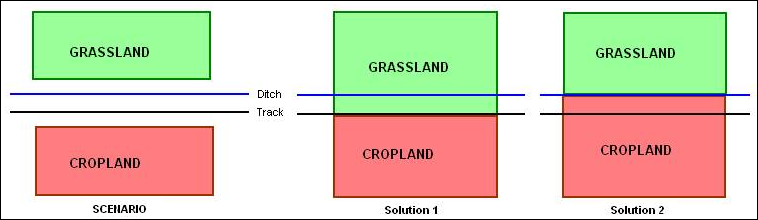 GRASSLAND
Ditch
Track
CROPLAND
SCENARIO
GRASSLAND
CROPLAND
Solution 1
GRASSLAND
CROPLAND
Solution 2